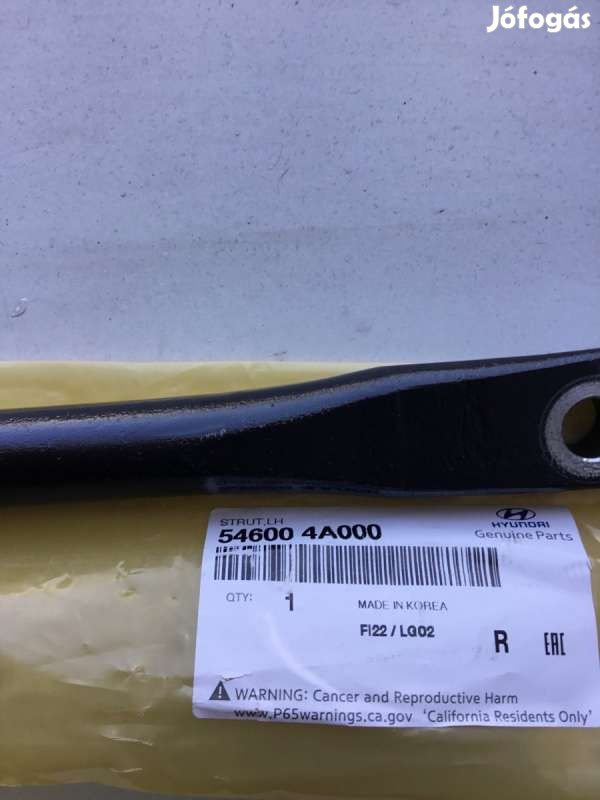 Jófogás
STRUT,LH
54600 4A000
HYUNDAI
Genuine Parts
QTY: 1
MADE IN KOREA
FI22 / LG02
R EAC
WARNING: Cancer and Reproductive Harm
www.P65warnings.ca.gov 'California Residents Only'